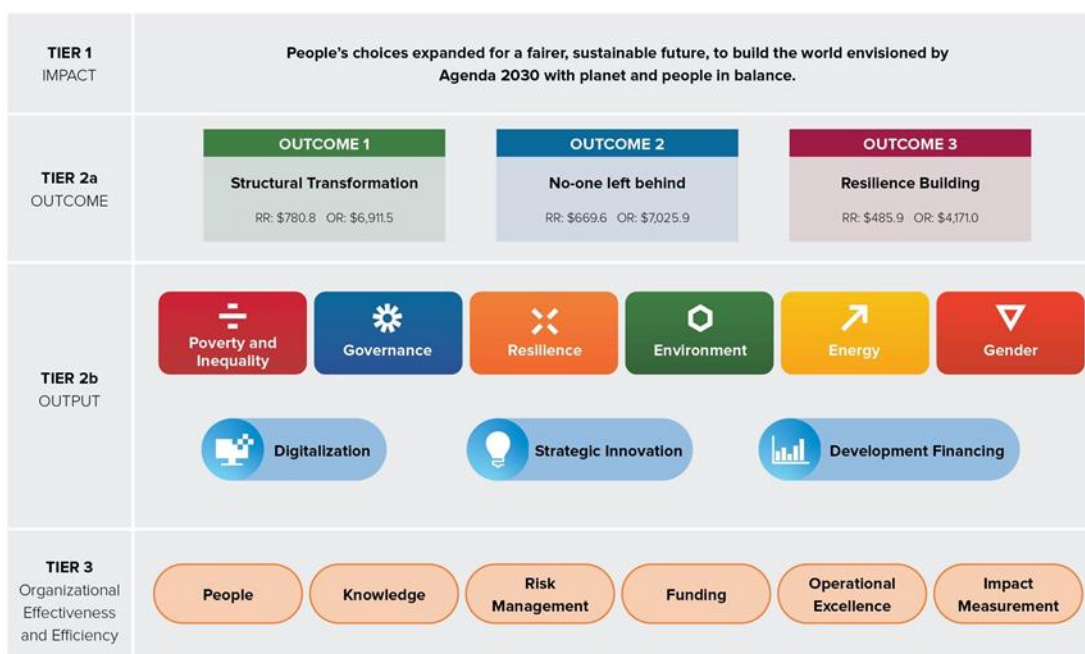 TIER 1
IMPACT
People's choices expanded for a fairer, sustainable future, to build the world envisioned by
Agenda 2030 with planet and people in balance.
TIER 2a
OUTCOME
OUTCOME 1
Structural Transformation
RR: $780.8 OR: $6,911.5
OUTCOME 2
No-one left behind
RR: $669.6 OR: $7,025.9
OUTCOME 3
Resilience Building
RR: $485.9 OR: $4,171.0
TIER 2b
OUTPUT
Poverty and
Inequality
Governance
Resilience
Environment
Energy
Gender
Digitalization
Strategic Innovation
Development Financing
TIER 3
Organizational
Effectiveness
and Efficiency
People
Knowledge
Risk
Management
Funding
Operational
Excellence
Impact
Measurement